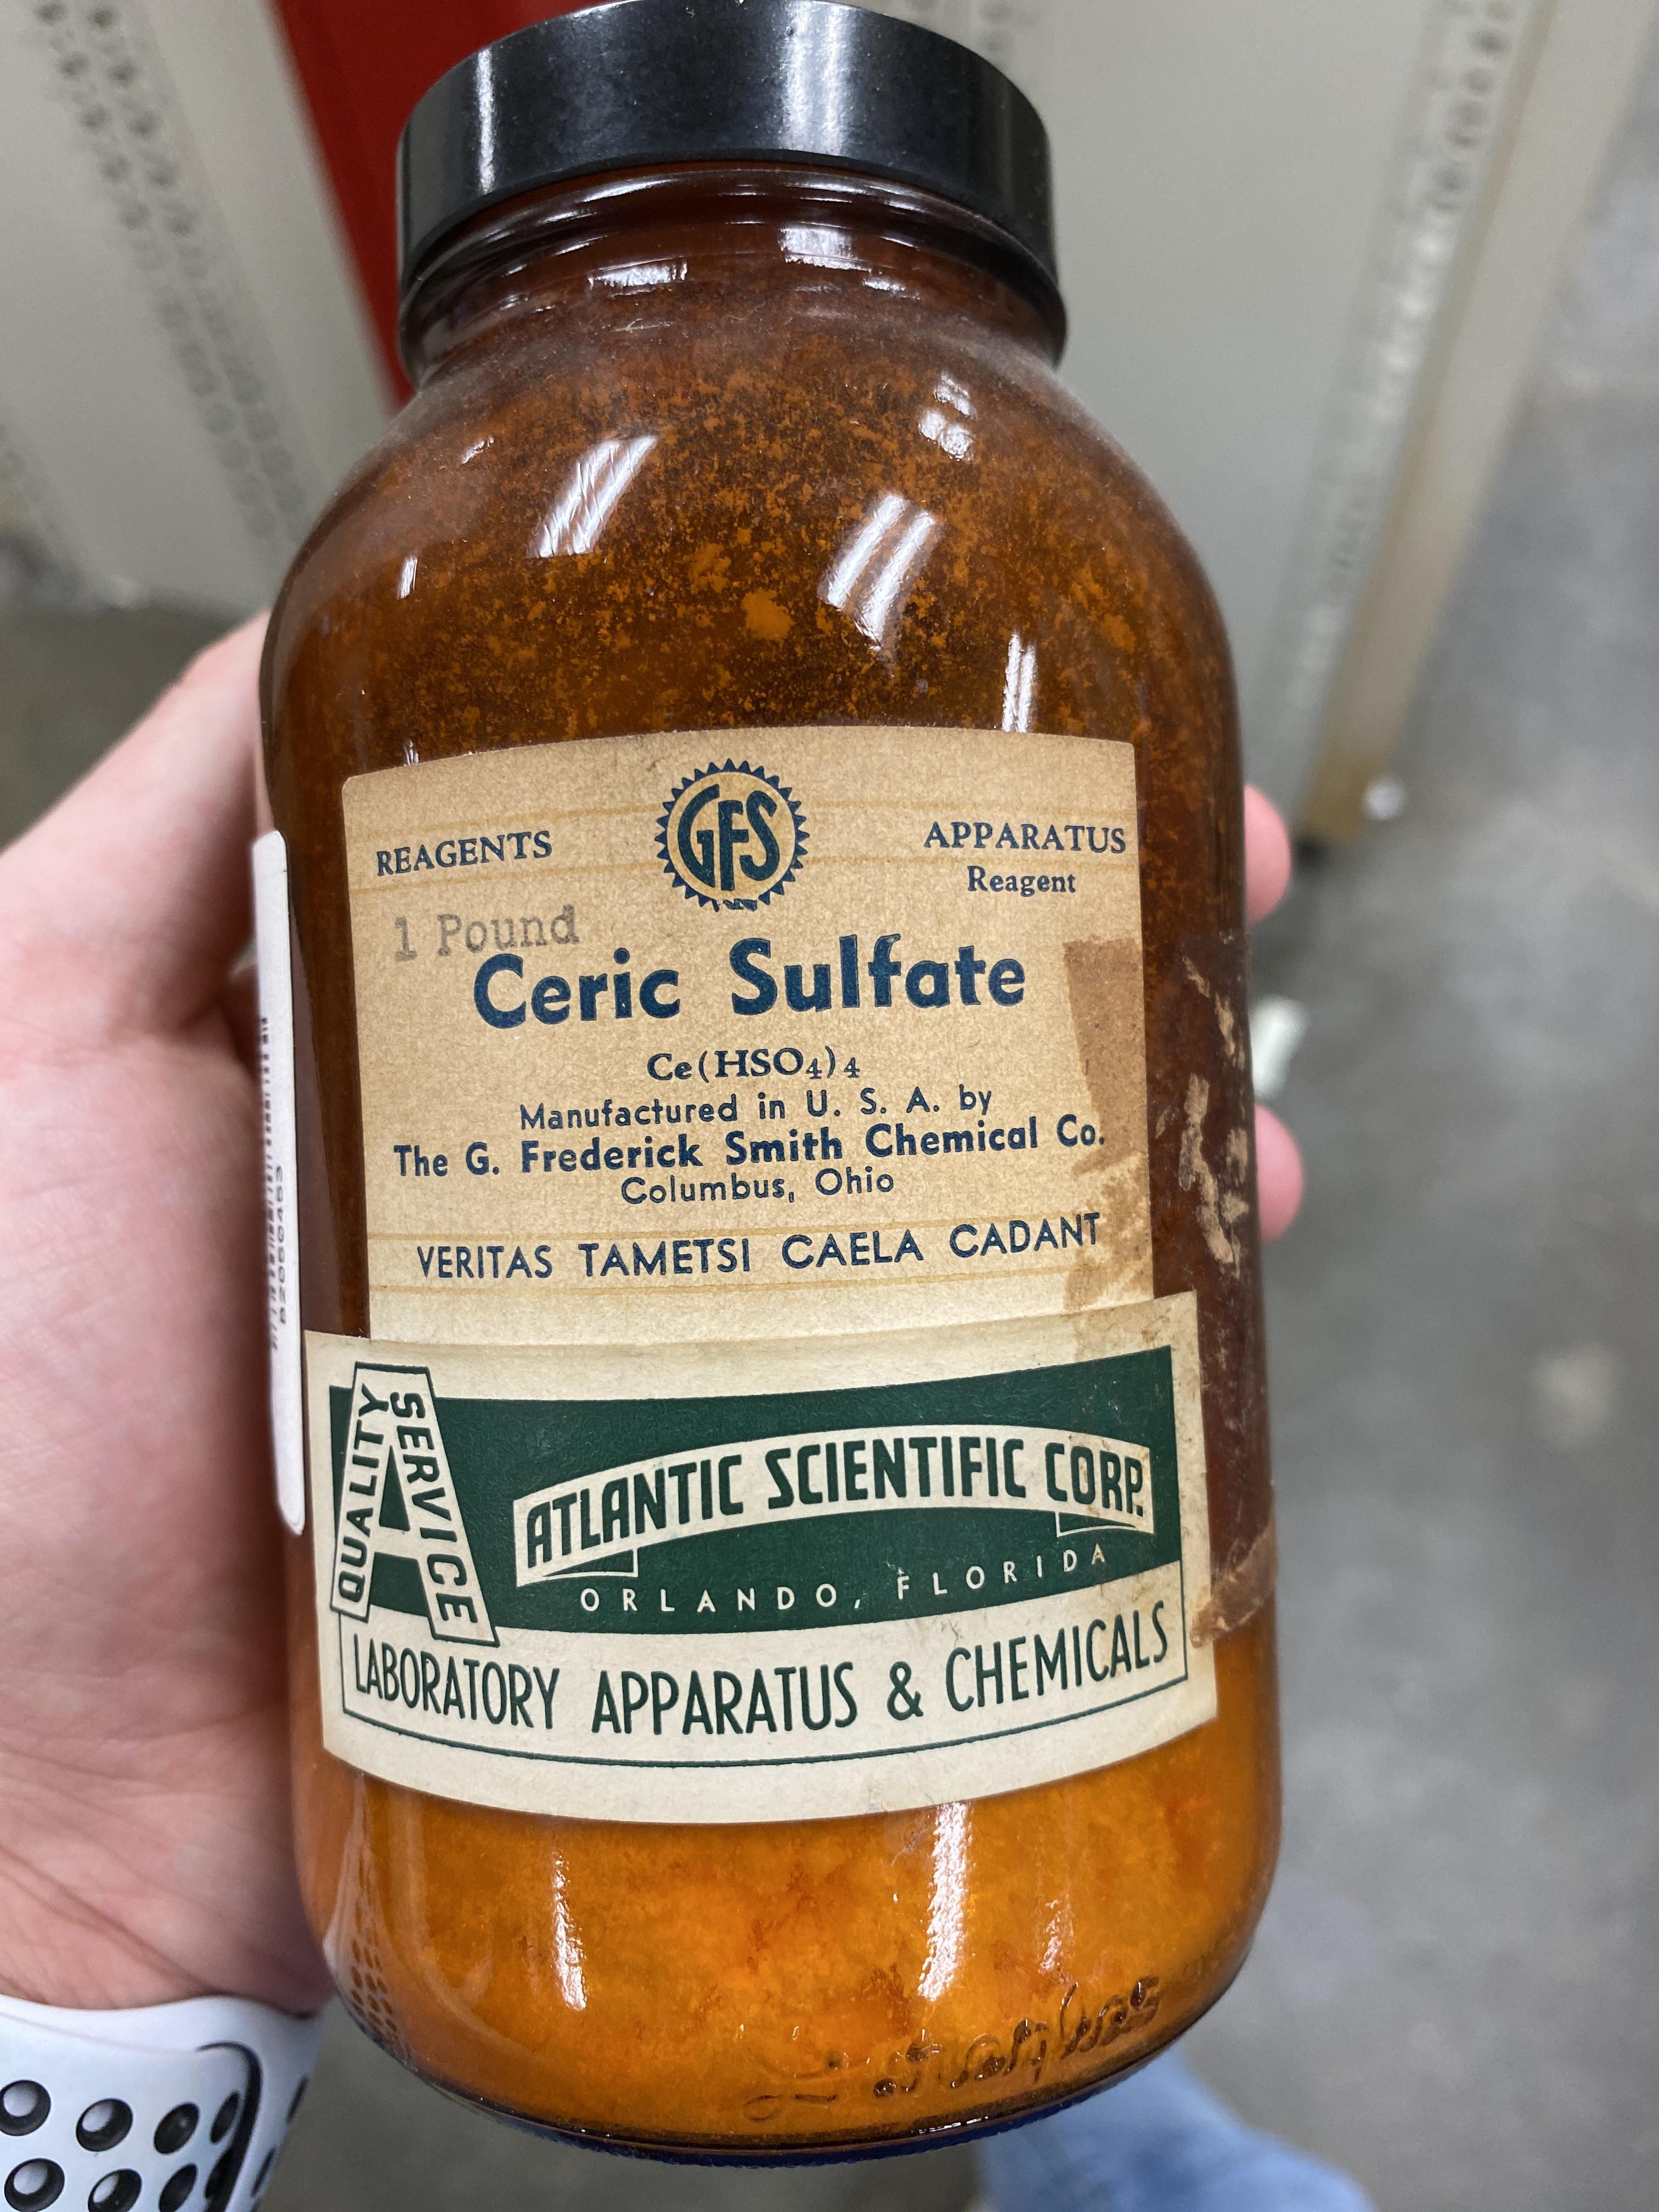 REAGENTS GFS APPARATUS
Reagent
1 Pound
Ceric Sulfate
Ce(HSO₄)₄
Manufactured in U. S. A. by
The G. Frederick Smith Chemical Co.
Columbus, Ohio
VERITAS TAMETSI CAELA CADANT
QUALITY SERVICE
ATLANTIC SCIENTIFIC CORP.
ORLANDO, FLORIDA
LABORATORY APPARATUS & CHEMICALS